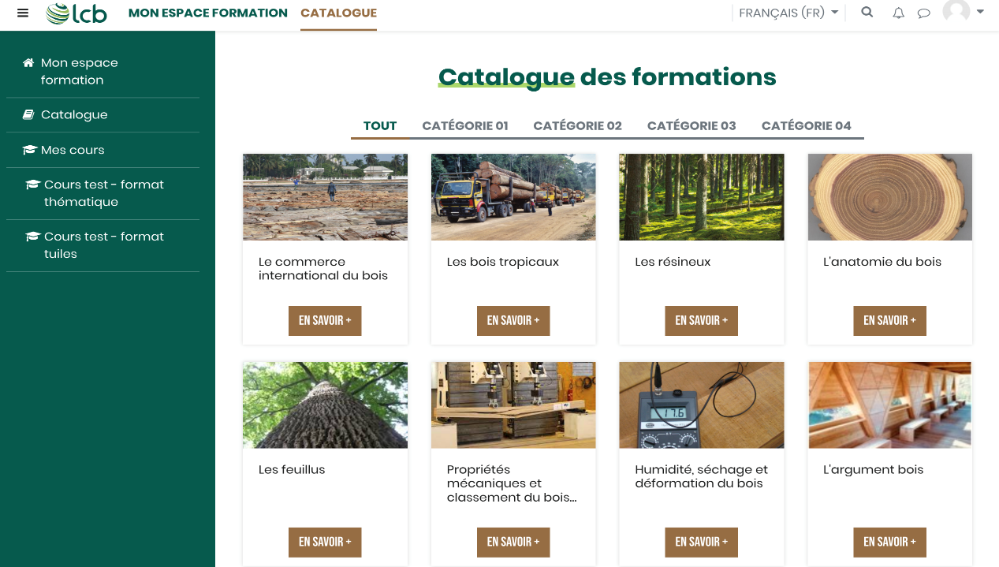 lcb
MON ESPACE FORMATION
CATALOGUE
FRANÇAIS (FR)
Mon espace
formation
Catalogue
Mes cours
Cours test - format
thématique
Cours test - format
tuiles
Catalogue des formations
TOUT
CATÉGORIE 01
CATÉGORIE 02
CATÉGORIE 03
CATÉGORIE 04
Le commerce
international du bois
EN SAVOIR +
Les bois tropicaux
EN SAVOIR +
Les résineux
EN SAVOIR +
L'anatomie du bois
EN SAVOIR +
Les feuillus
EN SAVOIR +
Propriétés
mécaniques et
classement du bois...
EN SAVOIR +
17.6
Humidité, séchage et
déformation du bois
EN SAVOIR +
L'argument bois
EN SAVOIR +